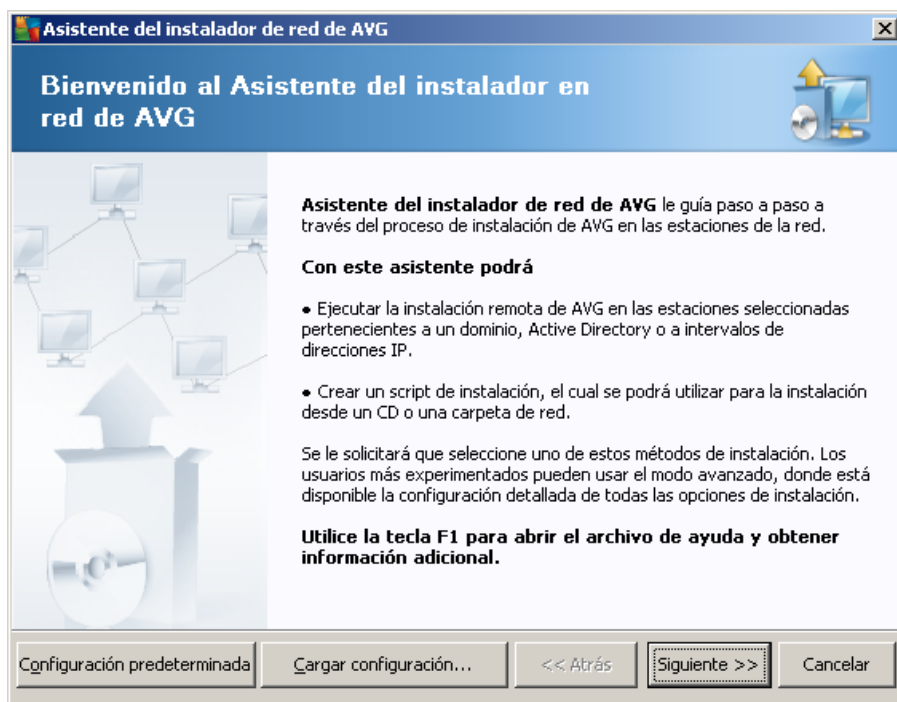 Asistente del instalador de red de AVG
Bienvenido al Asistente del instalador en
red de AVG
Asistente del instalador de red de AVG le guía paso a paso a
través del proceso de instalación de AVG en las estaciones de la red.
Con este asistente podrá
• Ejecutar la instalación remota de AVG en las estaciones seleccionadas
pertenecientes a un dominio, Active Directory o a intervalos de
direcciones IP.
• Crear un script de instalación, el cual se podrá utilizar para la instalación
desde un CD o una carpeta de red.
Se le solicitará que seleccione uno de estos métodos de instalación. Los
usuarios más experimentados pueden usar el modo avanzado, donde está
disponible la configuración detallada de todas las opciones de instalación.
Utilice la tecla F1 para abrir el archivo de ayuda y obtener
información adicional.
Configuración predeterminada
Cargar configuración...
<< Atrás
Siguiente >>
Cancelar